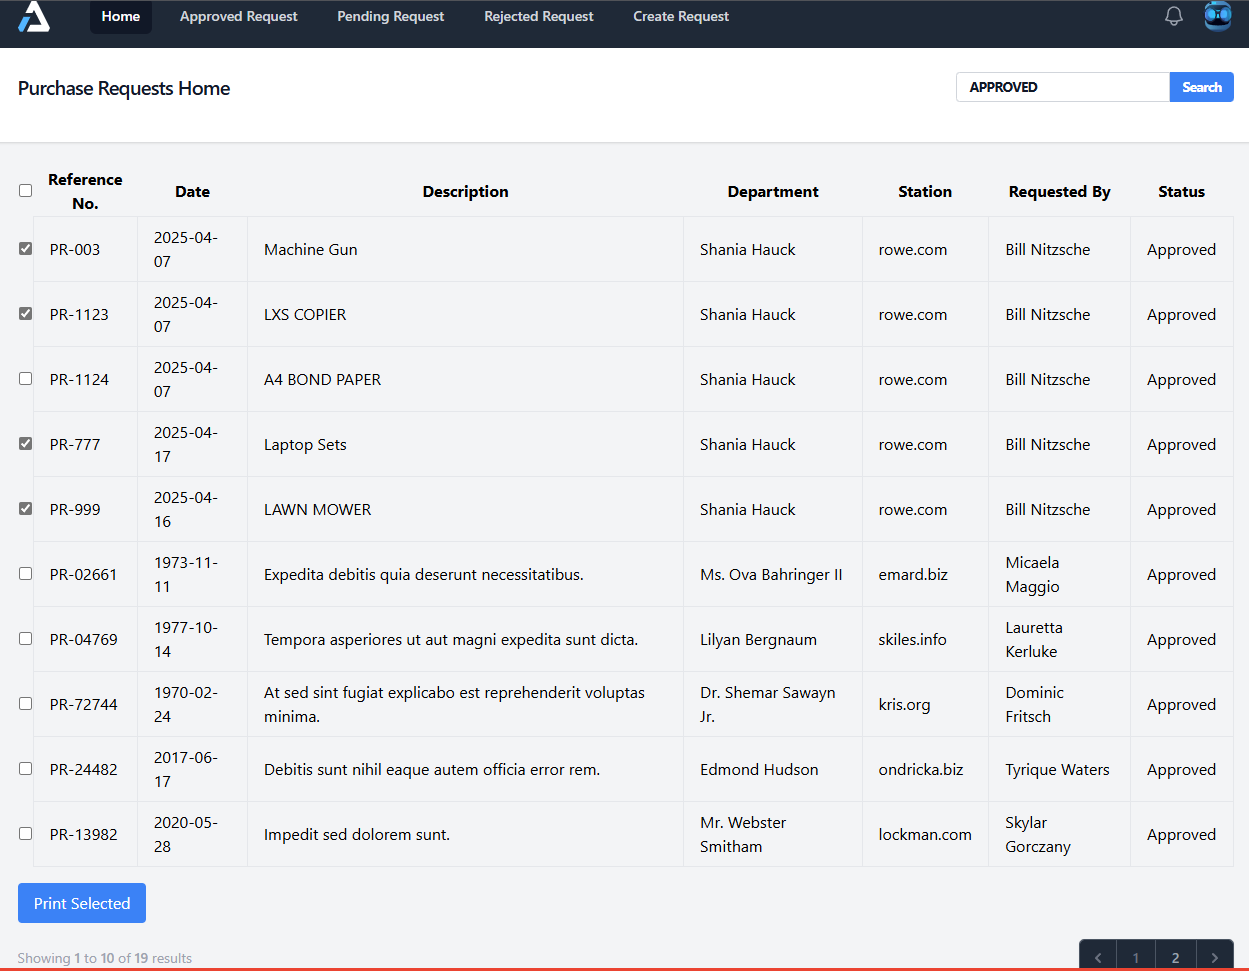 Home Approved Request Pending Request Rejected Request Create Request
Purchase Requests Home
APPROVED Search
Reference No. Date Description Department Station Requested By Status
PR-003 2025-04-07 Machine Gun Shania Hauck rowe.com Bill Nitzsche Approved
PR-1123 2025-04-07 LXS COPIER Shania Hauck rowe.com Bill Nitzsche Approved
PR-1124 2025-04-07 A4 BOND PAPER Shania Hauck rowe.com Bill Nitzsche Approved
PR-777 2025-04-17 Laptop Sets Shania Hauck rowe.com Bill Nitzsche Approved
PR-999 2025-04-16 LAWN MOWER Shania Hauck rowe.com Bill Nitzsche Approved
PR-02661 1973-11-11 Expedita debitis quia deserunt necessitatibus. Ms. Ova Bahringer II emard.biz Micaela Maggio Approved
PR-04769 1977-10-14 Tempora asperiores ut aut magni expedita sunt dicta. Lilyan Bergnaum skiles.info Lauretta Kerluke Approved
PR-72744 1970-02-24 At sed sint fugiat explicabo est reprehenderit voluptas minima. Dr. Shemar Sawayn Jr. kris.org Dominic Fritsch Approved
PR-24482 2017-06-17 Debitis sunt nihil eaque autem officia error rem. Edmond Hudson ondricka.biz Tyrique Waters Approved
PR-13982 2020-05-28 Impedit sed dolorem sunt. Mr. Webster Smitham lockman.com Skylar Gorczany Approved
Print Selected
Showing 1 to 10 of 19 results
1 2